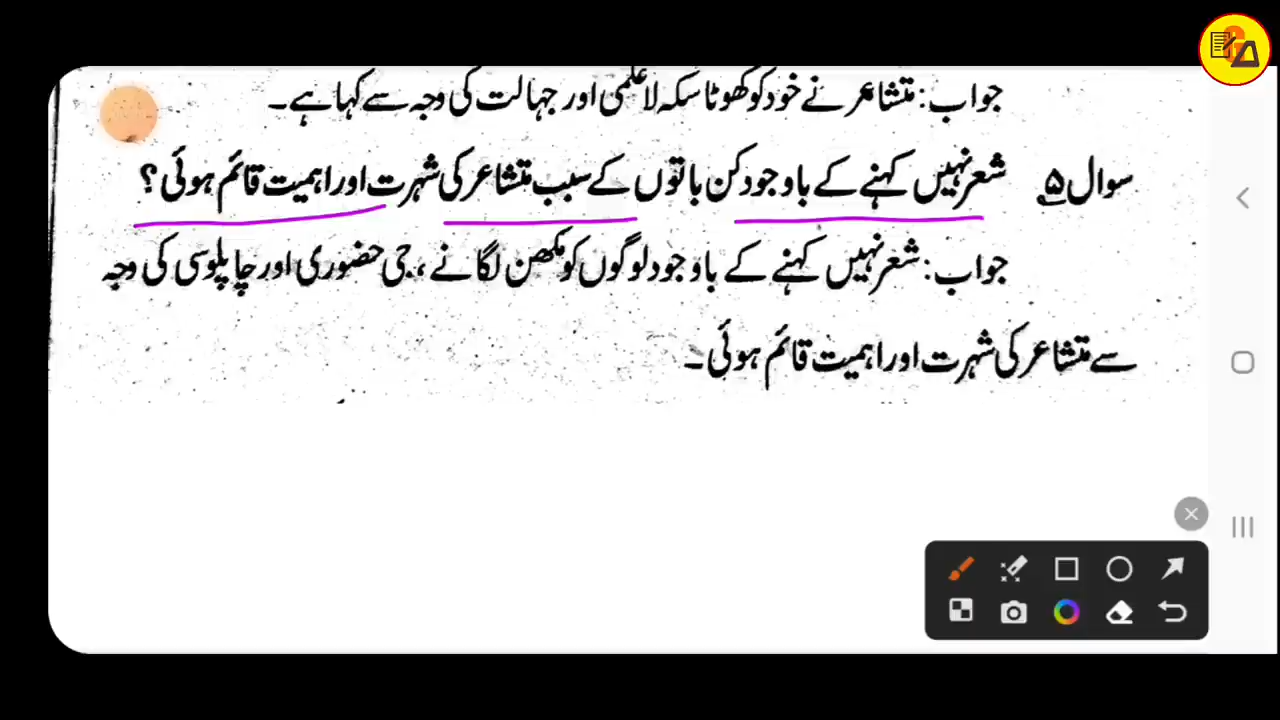 جواب: متشاعر نے خود کو کھوٹا سکہ لا علمی اور جہالت کی وجہ سے کہا ہے۔
سوال ۵ شعر نہیں کہنے کے باوجود کن باتوں کے سبب متشاعر کی شہرت اور اہمیت قائم ہوئی؟
جواب: شعر نہیں کہنے کے باوجود لوگوں کو مکھن لگانے، جی حضوری اور چاپلوسی کی وجہ
سے متشاعر کی شہرت اور اہمیت قائم ہوئی۔